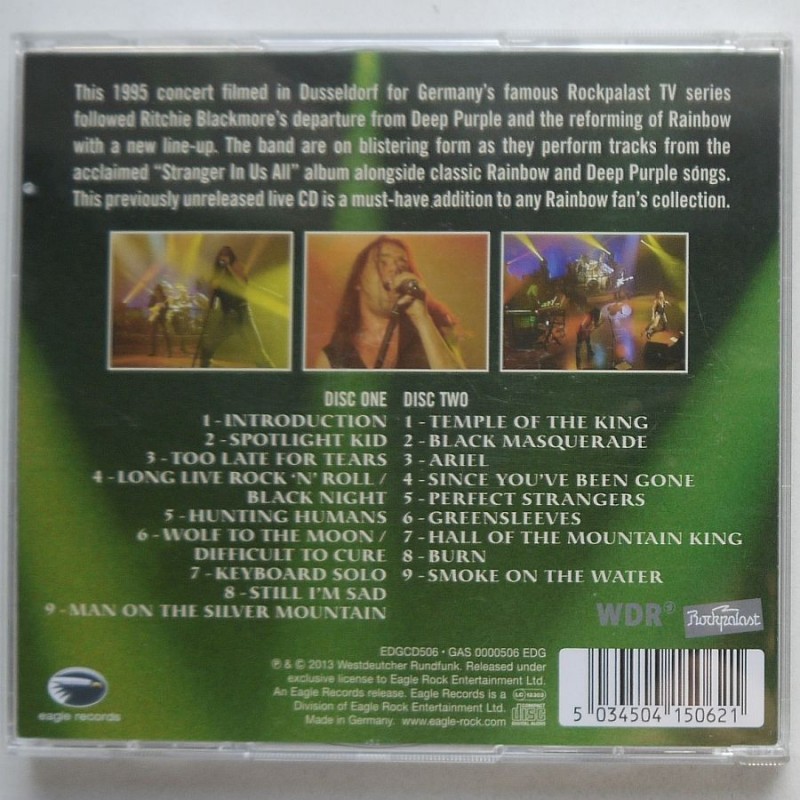 This 1995 concert filmed in Dusseldorf for Germany's famous Rockpalast TV series
followed Ritchie Blackmore's departure from Deep Purple and the reforming of Rainbow
with a new line-up. The band are on blistering form as they perform tracks from the
acclaimed "Stranger In Us All" album alongside classic Rainbow and Deep Purple songs.
This previously unreleased live CD is a must-have addition to any Rainbow fan's collection.
DISC ONE
1 - INTRODUCTION
2 - SPOTLIGHT KID
3 - TOO LATE FOR TEARS
4 - LONG LIVE ROCK 'N' ROLL /
BLACK NIGHT
5 - HUNTING HUMANS
6 - WOLF TO THE MOON /
DIFFICULT TO CURE
7 - KEYBOARD SOLO
8 - STILL I'M SAD
9 - MAN ON THE SILVER MOUNTAIN
DISC TWO
1 - TEMPLE OF THE KING
2 - BLACK MASQUERADE
3 - ARIEL
4 - SINCE YOU'VE BEEN GONE
5 - PERFECT STRANGERS
6 - GREENSLEEVES
7 - HALL OF THE MOUNTAIN KING
8 - BURN
9 - SMOKE ON THE WATER
WDR
Rockpalast
eagle records
EDGCD506 • GAS 0000506 EDG
℗ & © 2013 Westdeutcher Rundfunk. Released under
exclusive license to Eagle Rock Entertainment Ltd.
An Eagle Records release. Eagle Records is a
Division of Eagle Rock Entertainment Ltd.
Made in Germany. www.eagle-rock.com
LC
COMPACT
disc
DIGITAL AUDIO
5 034504 150621